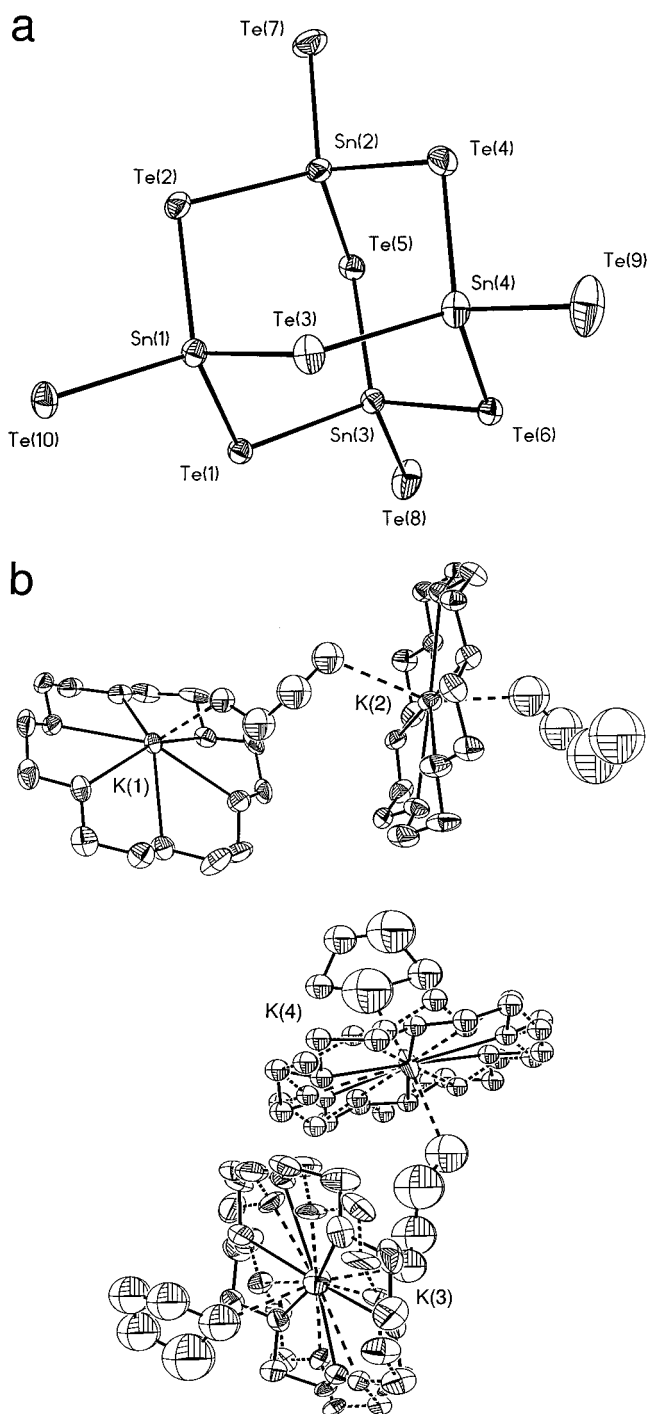 a
Te(7)
Sn(2)
Te(4)
Te(2)
Te(5)
Te(9)
Sn(4)
Te(3)
Sn(1)
Te(10)
Sn(3)
Te(6)
Te(1)
Te(8)
b
K(2)
K(1)
K(4)
K(3)